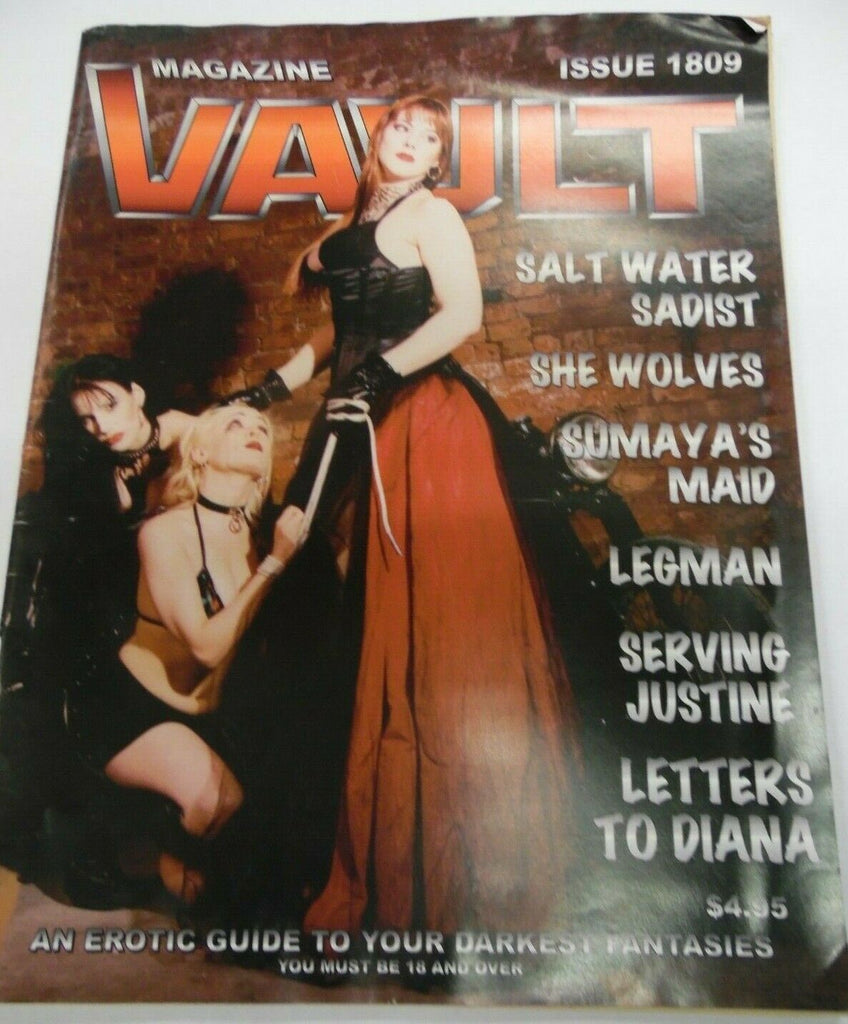 MAGAZINE ISSUE 1809
VAULT
SALT WATER
SADIST
SHE WOLVES
SUMAYA'S
MAID
LEGMAN
SERVING
JUSTINE
LETTERS
TO DIANA
$4.95
AN EROTIC GUIDE TO YOUR DARKEST FANTASIES
YOU MUST BE 18 AND OVER